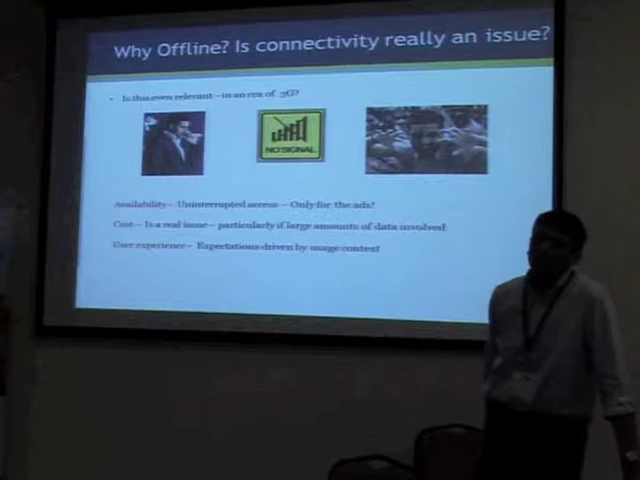 Why Offline? Is connectivity really an issue?
• Is this even relevant – in an era of 3G?
NO SIGNAL
Availability – Uninterrupted access – Only for the ads!
Cost – Is a real issue – particularly if large amounts of data involved
User experience – Expectations driven by usage context